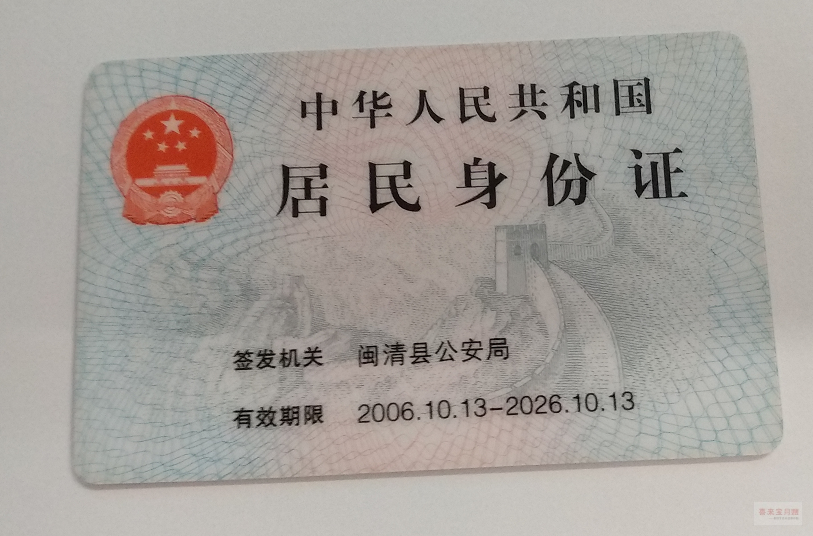 中华人民共和国
居民身份证
签发机关 闽清县公安局
有效期限 2006.10.13-2026.10.13